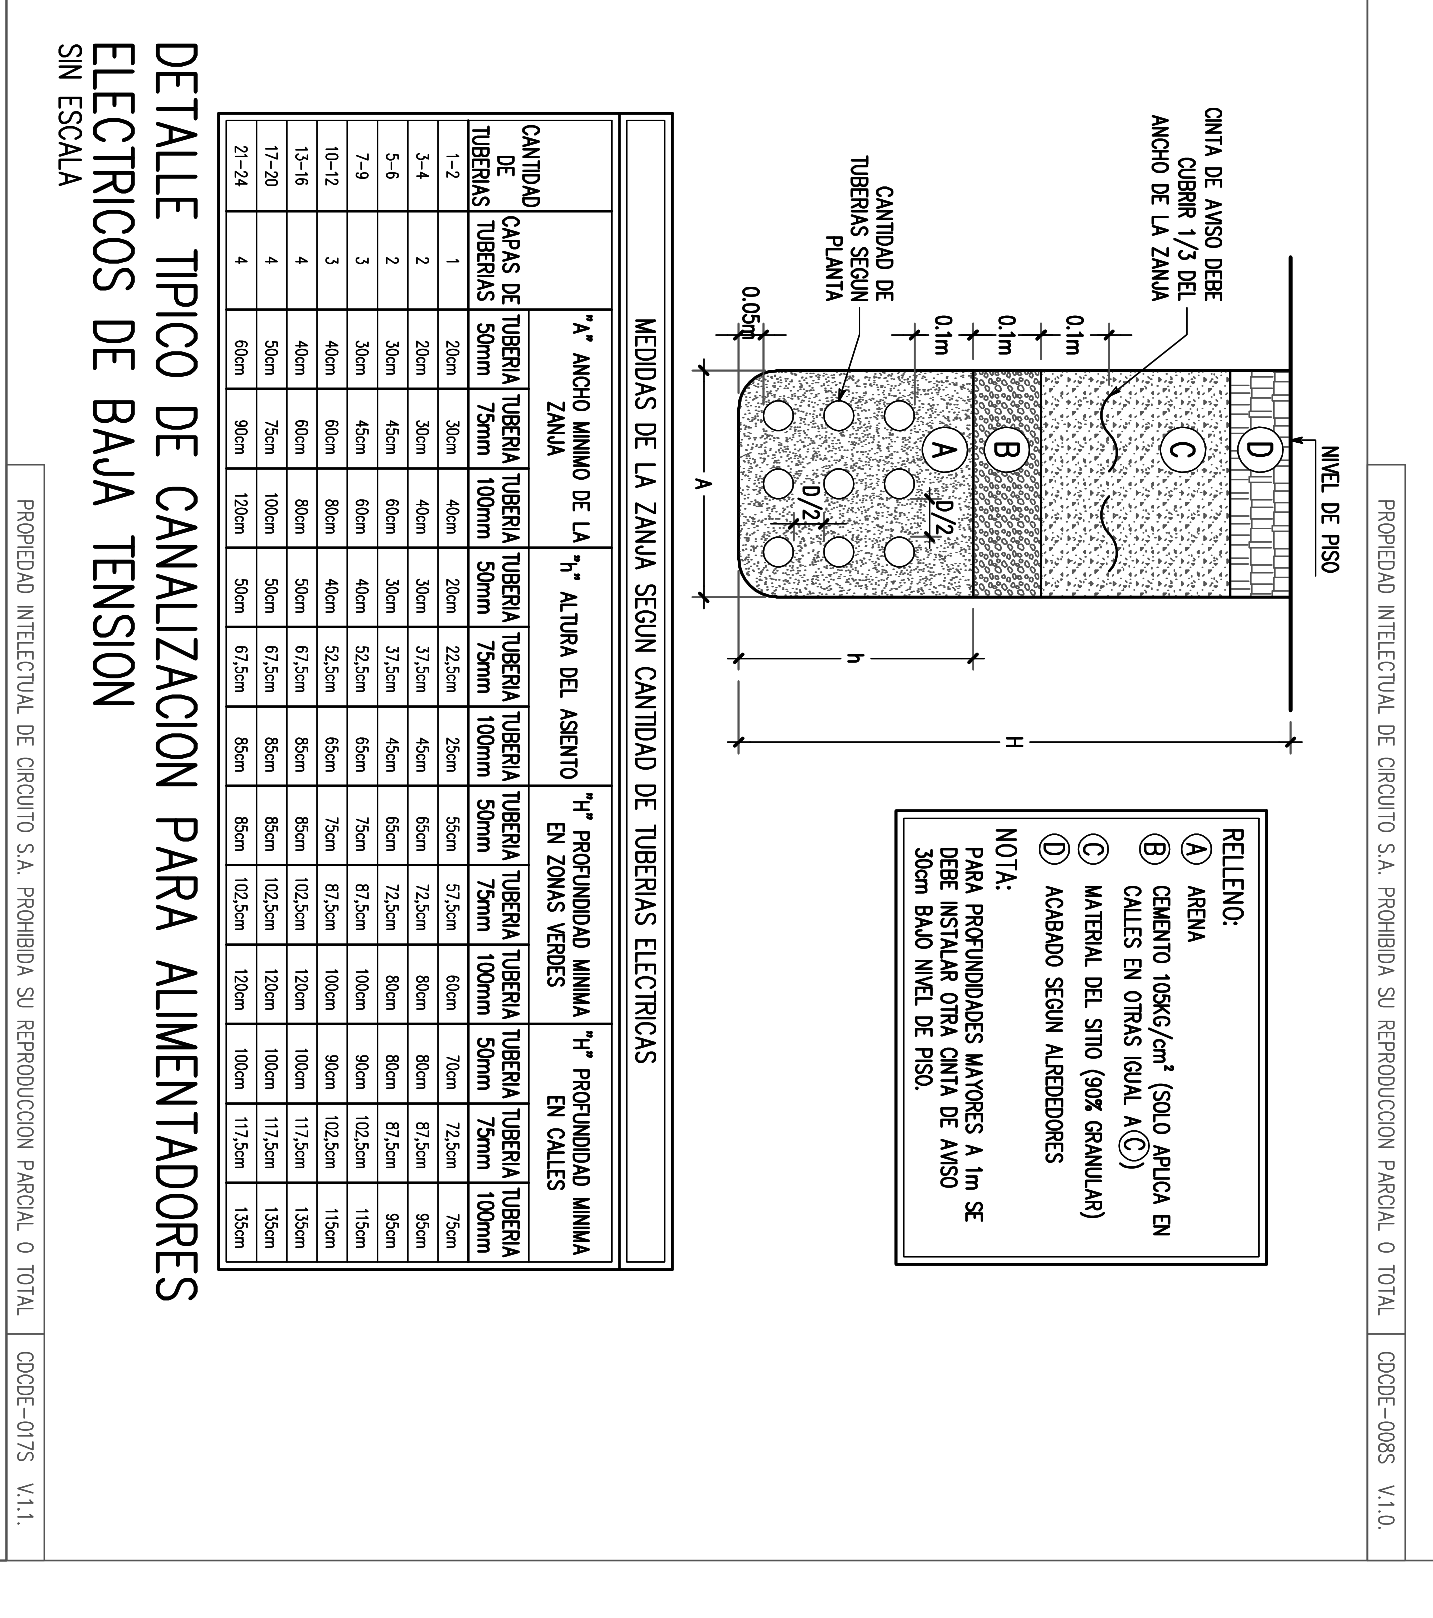 PROPIEDAD INTELECTUAL DE CIRCUITO S.A. PROHIBIDA SU REPRODUCCION PARCIAL O TOTAL CDCDE-008S V.1.0.
NIVEL DE PISO
CINTA DE AVISO DEBE
CUBRIR 1/3 DEL
ANCHO DE LA ZANJA
D
C
B
A
0.1m
0.1m
0.1m
D/2
D/2
CANTIDAD DE
TUBERIAS SEGUN
PLANTA
0.05m
A
h
H
RELLENO:
A ARENA
B CEMENTO 105KG/cm² (SOLO APLICA EN
CALLES EN OTRAS IGUAL A C)
C MATERIAL DEL SITIO (90% GRANULAR)
D ACABADO SEGUN ALREDEDORES
NOTA:
PARA PROFUNDIDADES MAYORES A 1m SE
DEBE INSTALAR OTRA CINTA DE AVISO
30cm BAJO NIVEL DE PISO.
MEDIDAS DE LA ZANJA SEGUN CANTIDAD DE TUBERIAS ELECTRICAS
CANTIDAD
DE
TUBERIAS
CAPAS DE
TUBERIAS
"A" ANCHO MINIMO DE LA
ZANJA
"h" ALTURA DEL ASIENTO
"H" PROFUNDIDAD MINIMA
EN ZONAS VERDES
"H" PROFUNDIDAD MINIMA
EN CALLES
TUBERIA TUBERIA TUBERIA TUBERIA TUBERIA TUBERIA TUBERIA TUBERIA TUBERIA TUBERIA TUBERIA TUBERIA
50mm 75mm 100mm 50mm 75mm 100mm 50mm 75mm 100mm 50mm 75mm 100mm
1-2 1 20cm 30cm 40cm 20cm 22,5cm 25cm 55cm 57,5cm 60cm 70cm 72,5cm 75cm
3-4 2 20cm 30cm 40cm 30cm 37,5cm 45cm 65cm 72,5cm 80cm 80cm 87,5cm 95cm
5-6 2 30cm 45cm 60cm 30cm 37,5cm 45cm 65cm 72,5cm 80cm 80cm 87,5cm 95cm
7-9 3 30cm 45cm 60cm 40cm 52,5cm 65cm 75cm 87,5cm 100cm 90cm 102,5cm 115cm
10-12 3 40cm 60cm 80cm 40cm 52,5cm 65cm 75cm 87,5cm 100cm 90cm 102,5cm 115cm
13-16 4 40cm 60cm 80cm 50cm 67,5cm 85cm 85cm 102,5cm 120cm 100cm 117,5cm 135cm
17-20 4 50cm 75cm 100cm 50cm 67,5cm 85cm 85cm 102,5cm 120cm 100cm 117,5cm 135cm
21-24 4 60cm 90cm 120cm 50cm 67,5cm 85cm 85cm 102,5cm 120cm 100cm 117,5cm 135cm
DETALLE TIPICO DE CANALIZACION PARA ALIMENTADORES
ELECTRICOS DE BAJA TENSION
SIN ESCALA
PROPIEDAD INTELECTUAL DE CIRCUITO S.A. PROHIBIDA SU REPRODUCCION PARCIAL O TOTAL CDCDE-017S V.1.1.